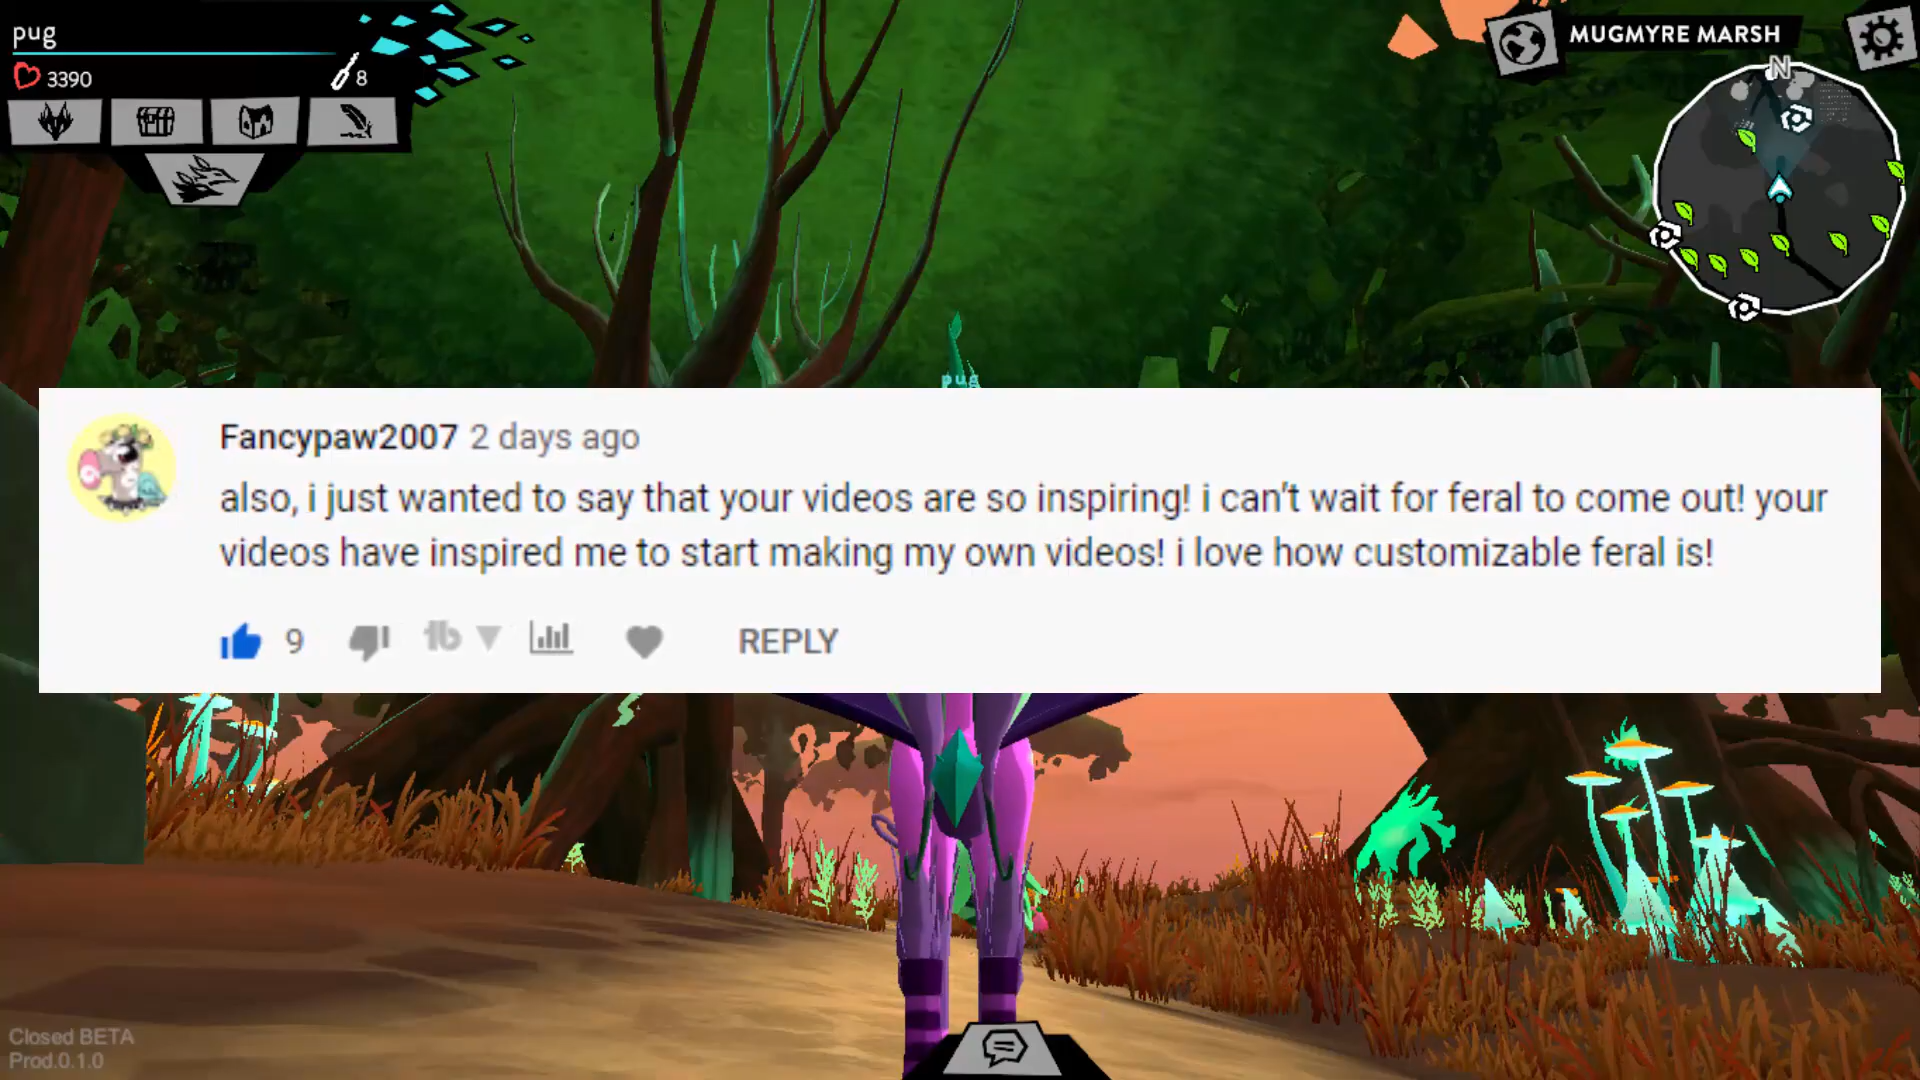 pug
3390
8
MUGMYRE MARSH
N
pug
Fancypaw2007 2 days ago
also, i just wanted to say that your videos are so inspiring! i can't wait for feral to come out! your
videos have inspired me to start making my own videos! i love how customizable feral is!
9
REPLY
Closed BETA
Prod.0.1.0